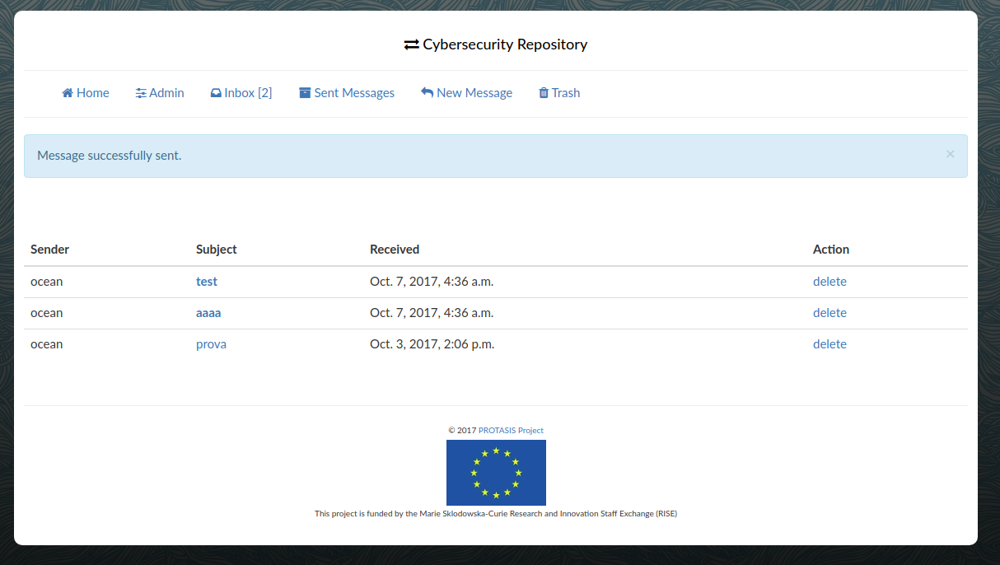 Cybersecurity Repository
Home Admin Inbox [2] Sent Messages New Message Trash
Message successfully sent. ×
Sender Subject Received Action
ocean test Oct. 7, 2017, 4:36 a.m. delete
ocean aaaa Oct. 7, 2017, 4:36 a.m. delete
ocean prova Oct. 3, 2017, 2:06 p.m. delete
© 2017 PROTASIS Project
This project is funded by the Marie Sklodowska-Curie Research and Innovation Staff Exchange (RISE)